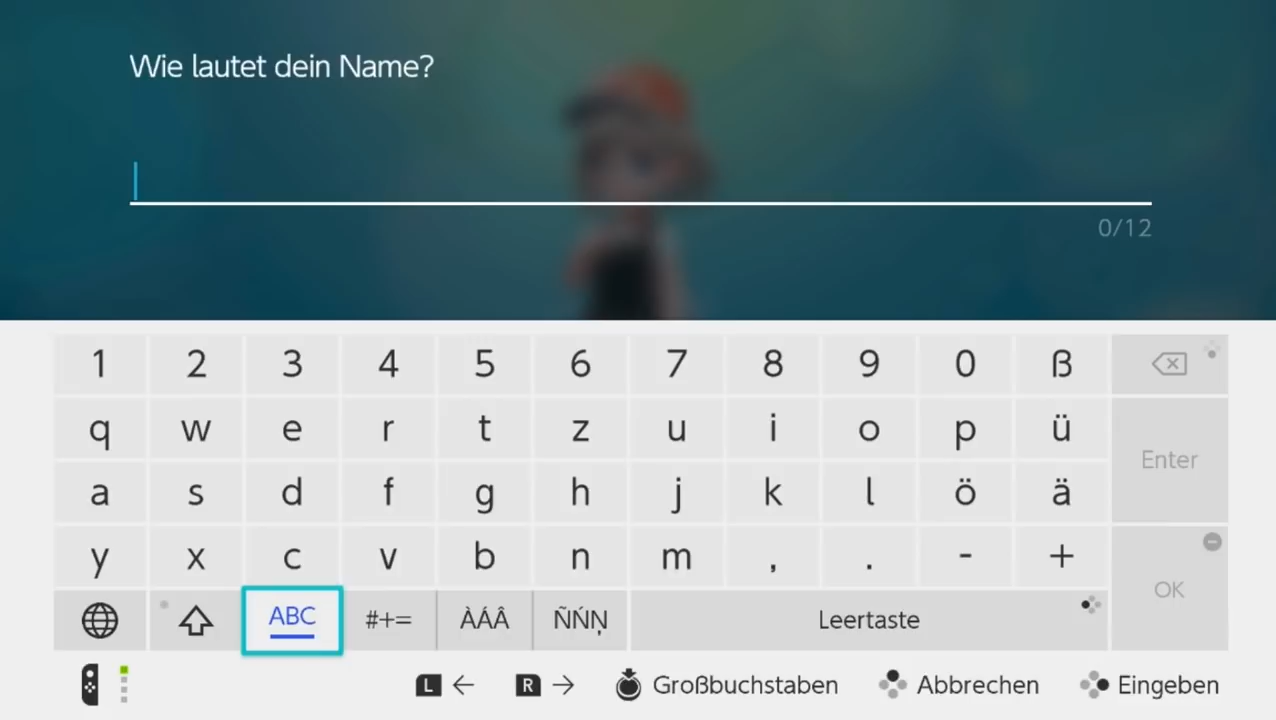 Wie lautet dein Name?
0/12
1 2 3 4 5 6 7 8 9 0 ß
q w e r t z u i o p ü
Enter
a s d f g h j k l ö ä
y x c v b n m , . - +
OK
ABC #+= ÀÁÂ ÑŃŅ Leertaste
L ← R → Großbuchstaben Abbrechen Eingeben